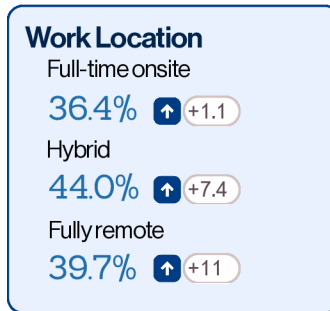 Work Location
Full-time onsite
36.4% +1.1
Hybrid
44.0% +7.4
Fully remote
39.7% +11